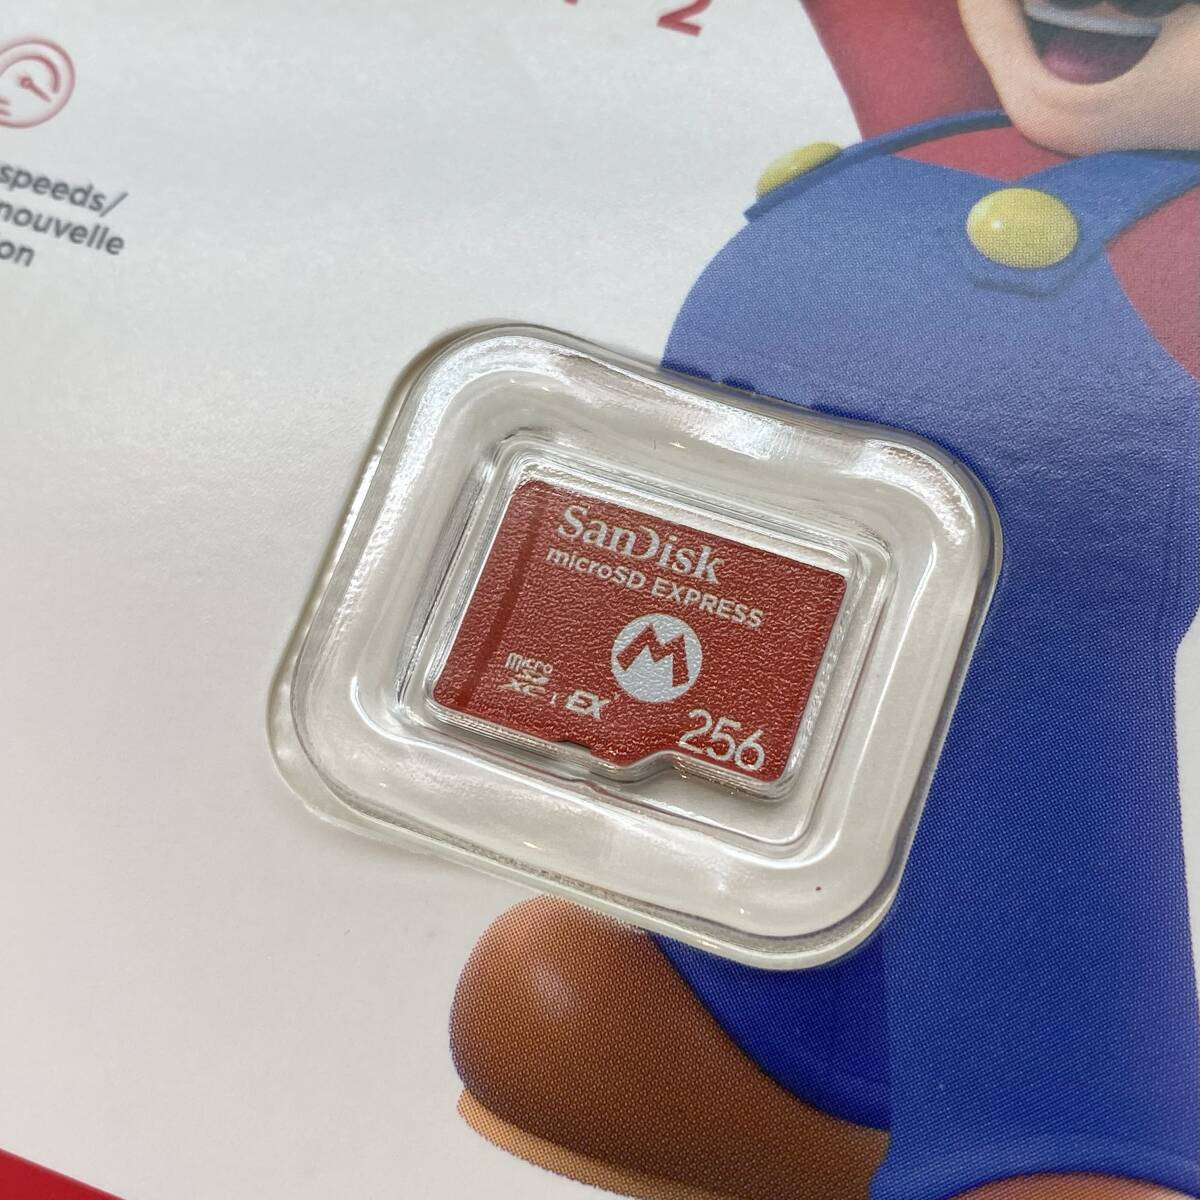 2
speeds/
nouvelle
on
SanDisk
microSD EXPRESS
M
micro
SD
XC I EX
256